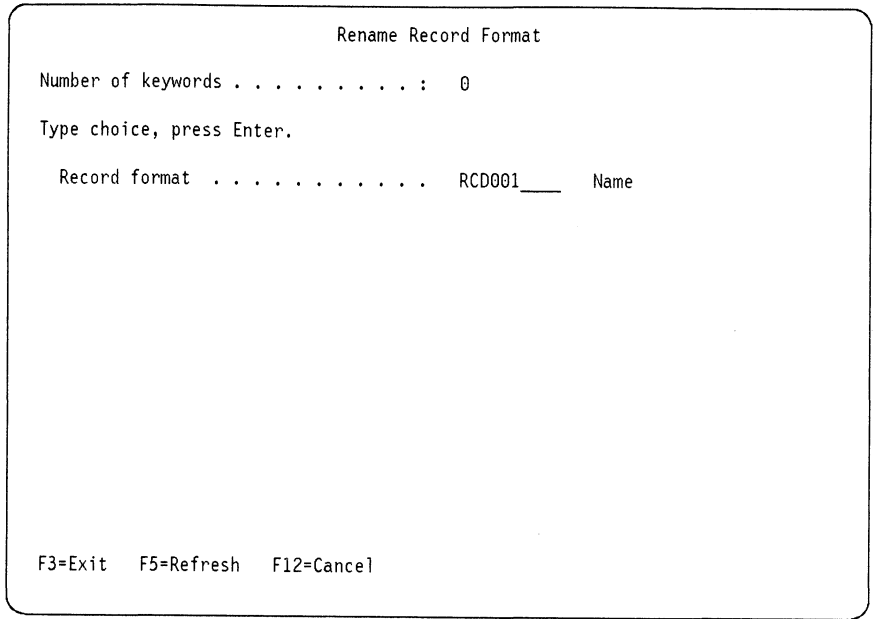 Rename Record Format
Number of keywords . . . . . . . . . : 0
Type choice, press Enter.
Record format . . . . . . . . . . . RCD001____ Name
F3=Exit F5=Refresh F12=Cancel